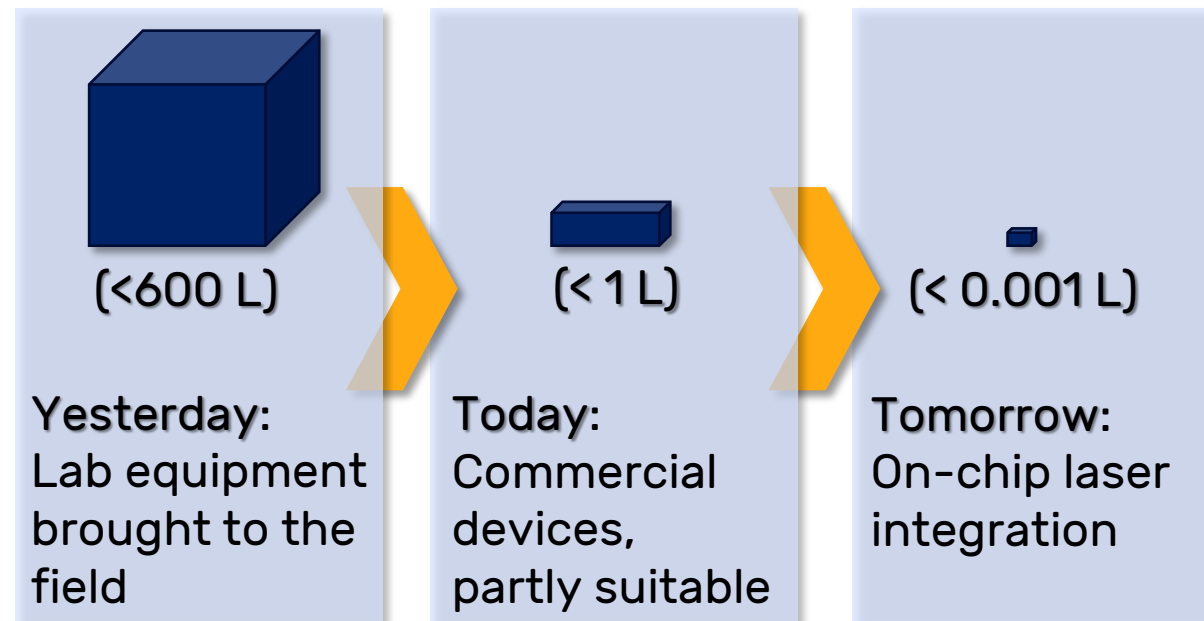 (<600 L)
Yesterday:
Lab equipment
brought to the
field
(< 1 L)
Today:
Commercial
devices,
partly suitable
(< 0.001 L)
Tomorrow:
On-chip laser
integration